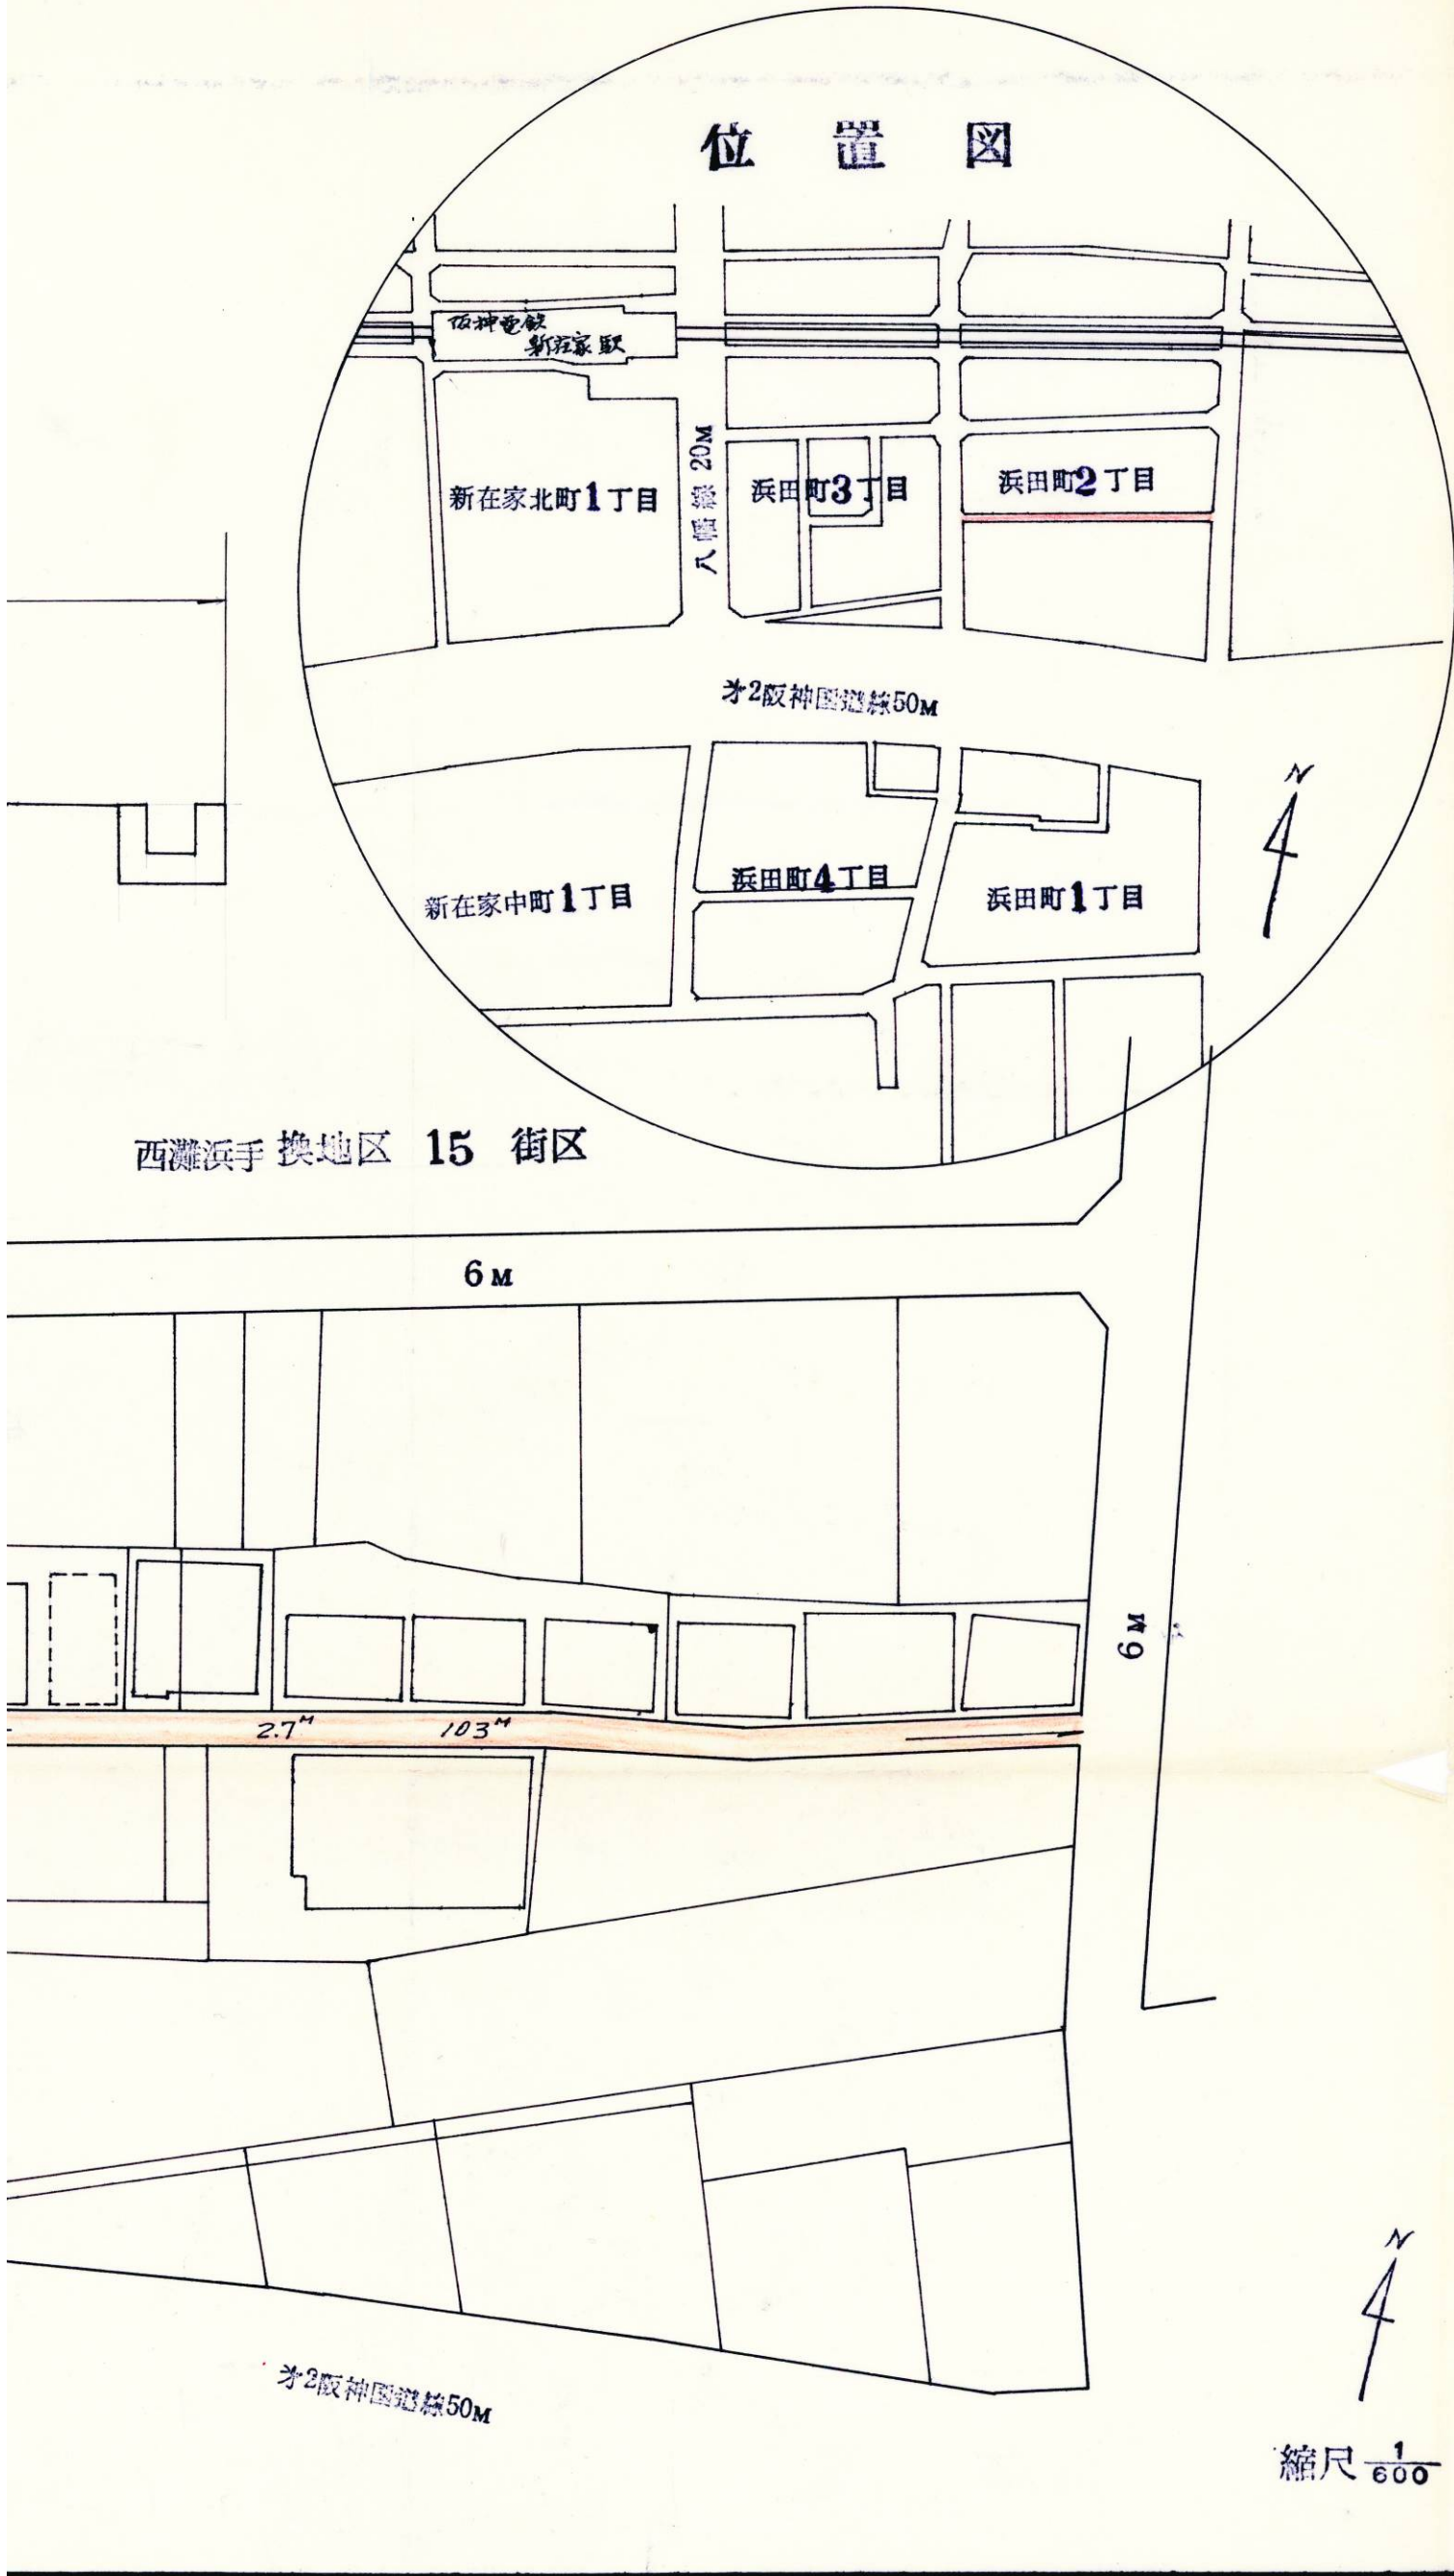 位置図
阪神電鉄
新在家駅
八幡線 20M
新在家北町1丁目
浜田町3丁目
浜田町2丁目
才2阪神国道線50M
N
新在家中町1丁目
浜田町4丁目
浜田町1丁目
西灘浜手 換地区 15 街区
6M
6M
2.7M
103M
才2阪神国道線50M
N
縮尺 1/600